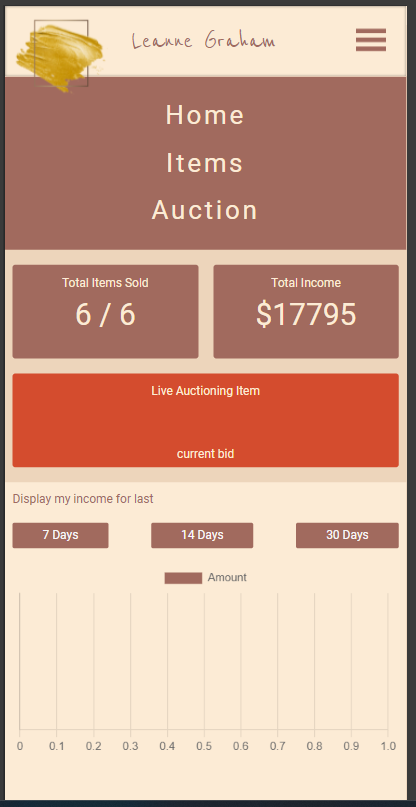 Leanne Graham
Home
Items
Auction
Total Items Sold
6 / 6
Total Income
$17795
Live Auctioning Item
current bid
Display my income for last
7 Days
14 Days
30 Days
Amount
0 0.1 0.2 0.3 0.4 0.5 0.6 0.7 0.8 0.9 1.0